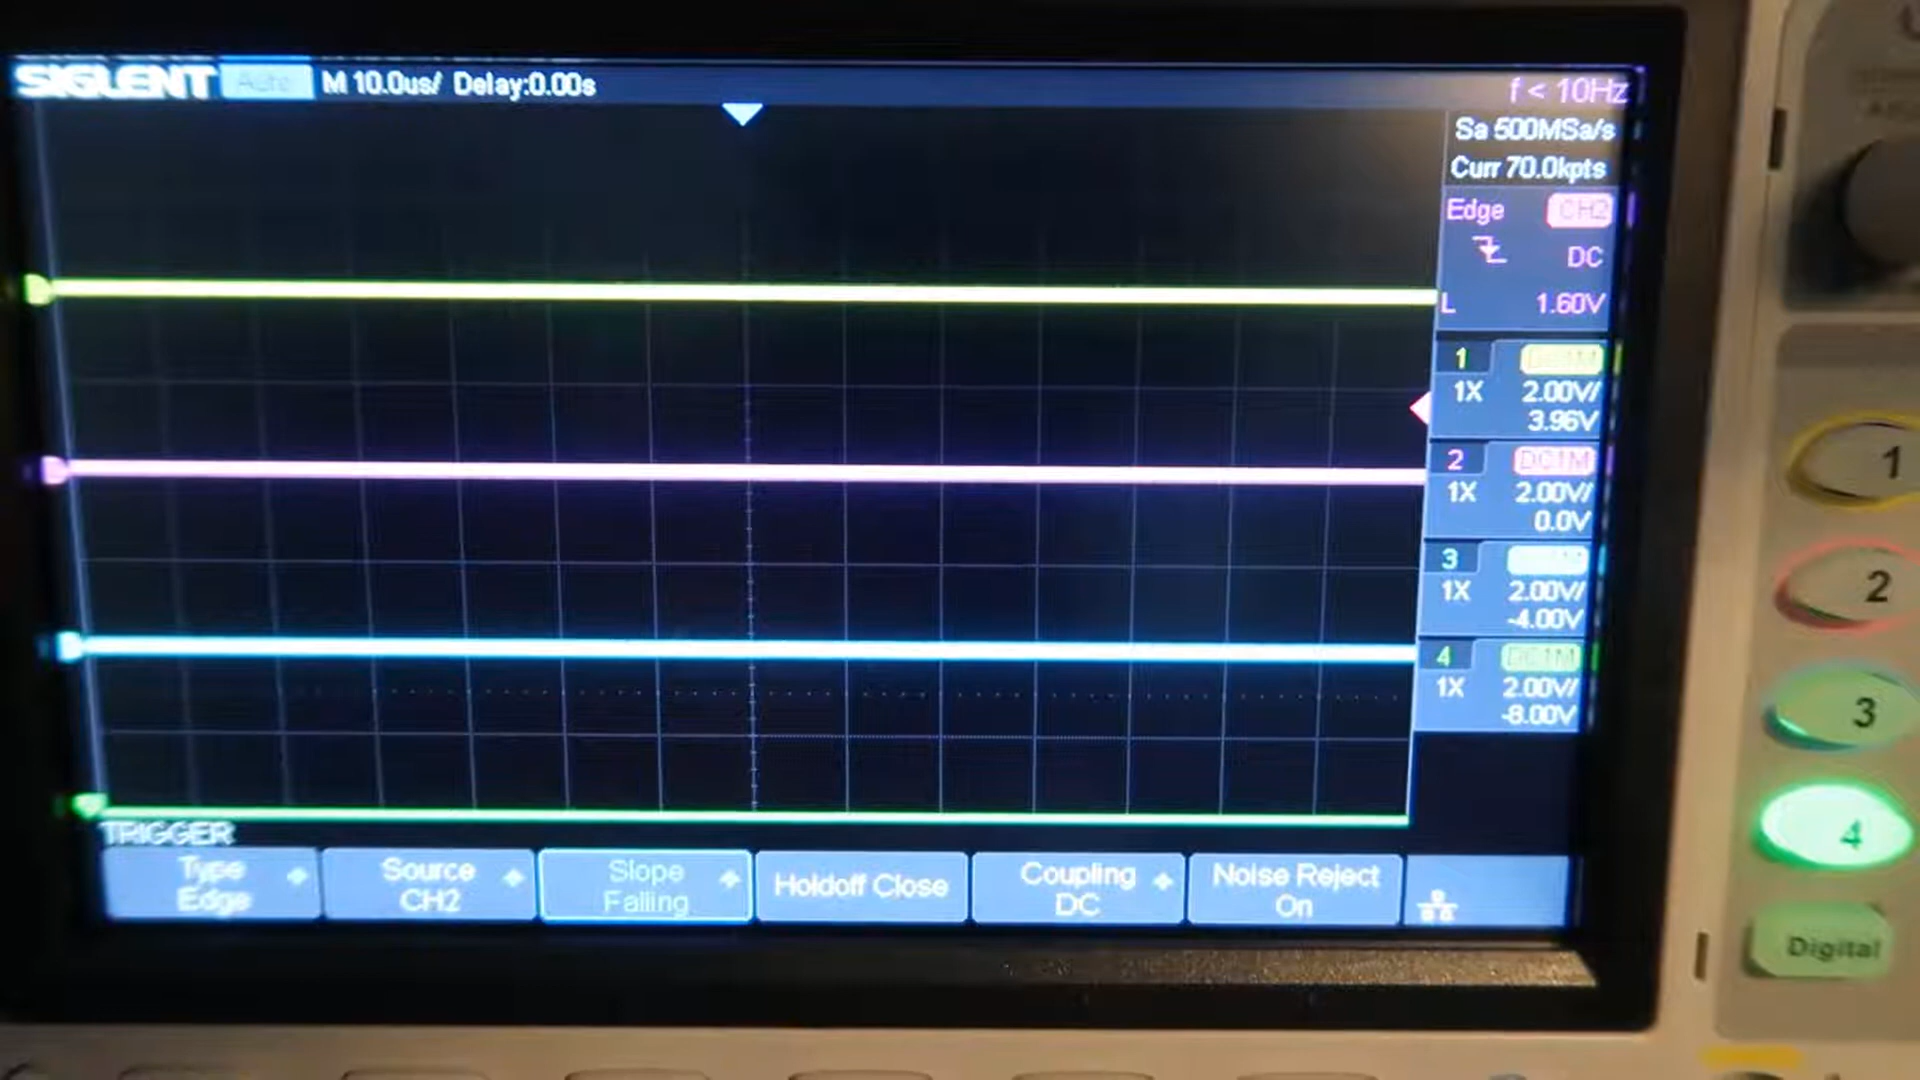 SIGLENT Auto M 10.0us/ Delay:0.00s
f < 10Hz
Sa 500MSa/s
Curr 70.0kpts
Edge CH2
DC
L 1.60V
1
1X 2.00V/
3.96V
2 DC1M
1X 2.00V/
0.0V
3
1X 2.00V/
-4.00V
4 DC1M
1X 2.00V/
-8.00V
TRIGGER
Type
Edge
Source
CH2
Slope
Falling
Holdoff Close
Coupling
DC
Noise Reject
On
1
2
3
4
Digital